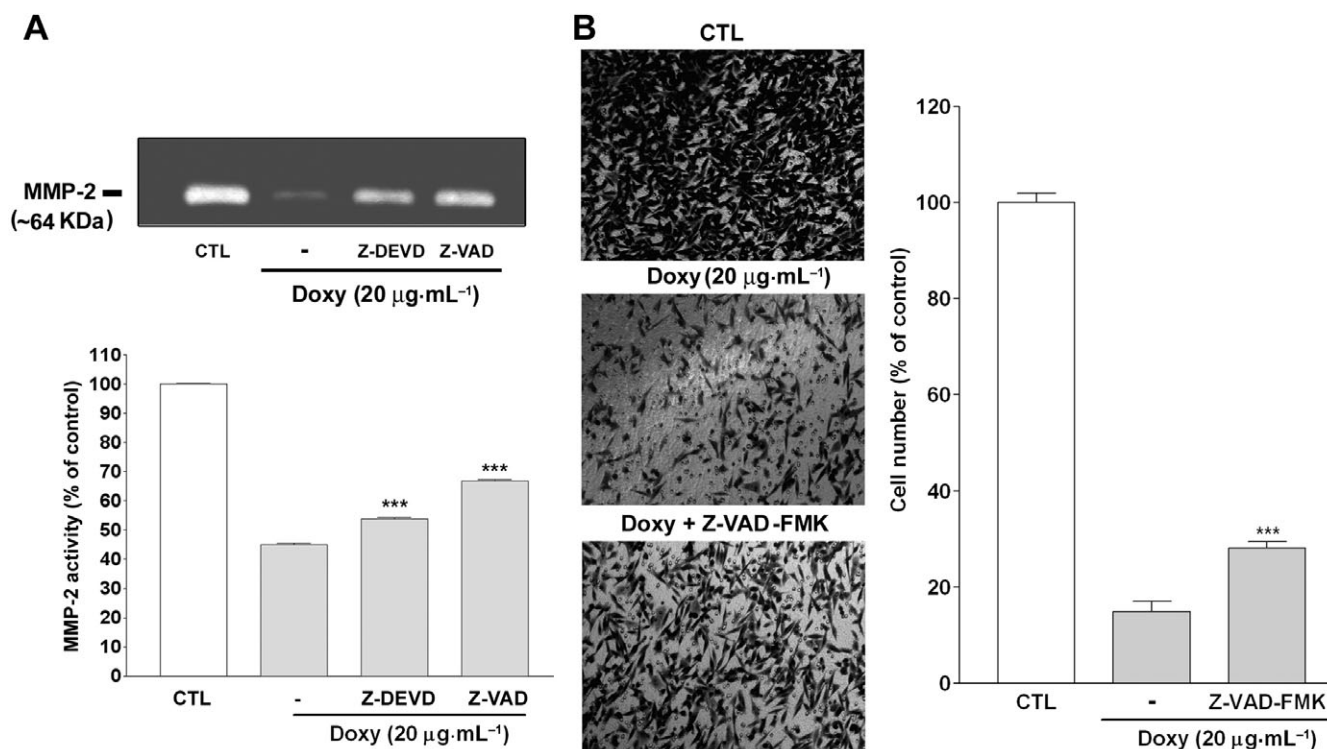 A
MMP-2
(~64 KDa)
CTL
-
Z-DEVD
Z-VAD
Doxy (20 μg·mL⁻¹)
MMP-2 activity (% of control)
110
100
90
80
70
60
50
40
30
20
10
0
***
***
CTL
-
Z-DEVD
Z-VAD
Doxy (20 μg·mL⁻¹)
B
CTL
Doxy (20 μg·mL⁻¹)
Doxy + Z-VAD-FMK
Cell number (% of control)
120
100
80
60
40
20
0
***
CTL
-
Z-VAD-FMK
Doxy (20 μg·mL⁻¹)